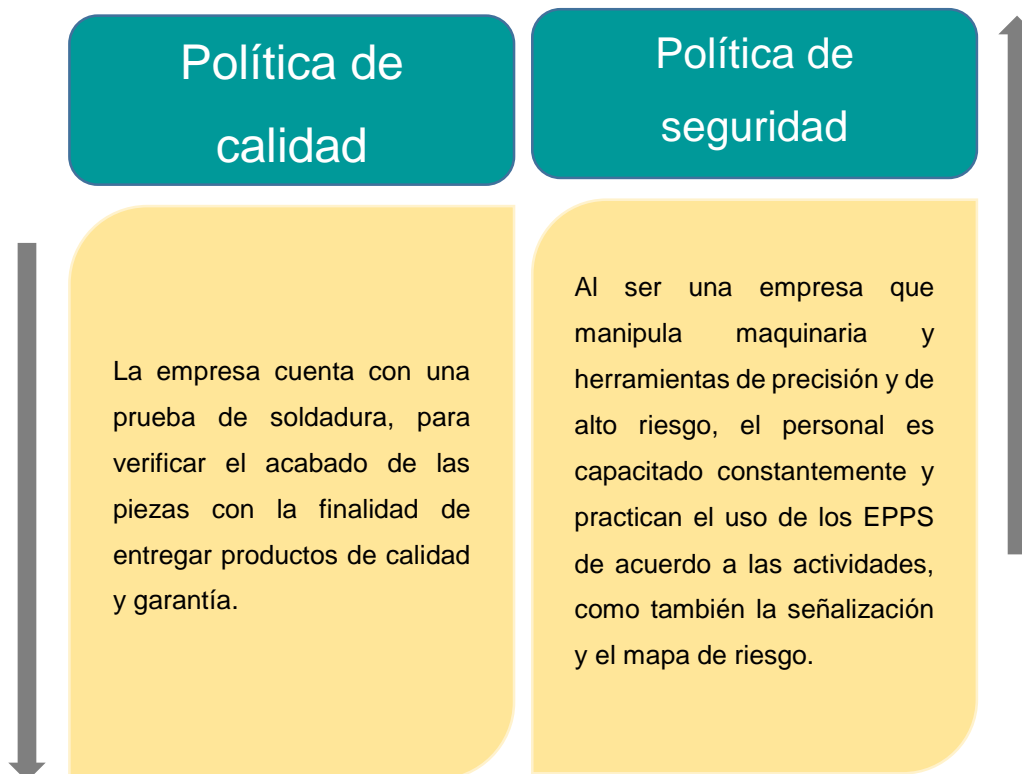 Política de
calidad
La empresa cuenta con una
prueba de soldadura, para
verificar el acabado de las
piezas con la finalidad de
entregar productos de calidad
y garantía.
Política de
seguridad
Al ser una empresa que
manipula maquinaria y
herramientas de precisión y de
alto riesgo, el personal es
capacitado constantemente y
practican el uso de los EPPS
de acuerdo a las actividades,
como también la señalización
y el mapa de riesgo.